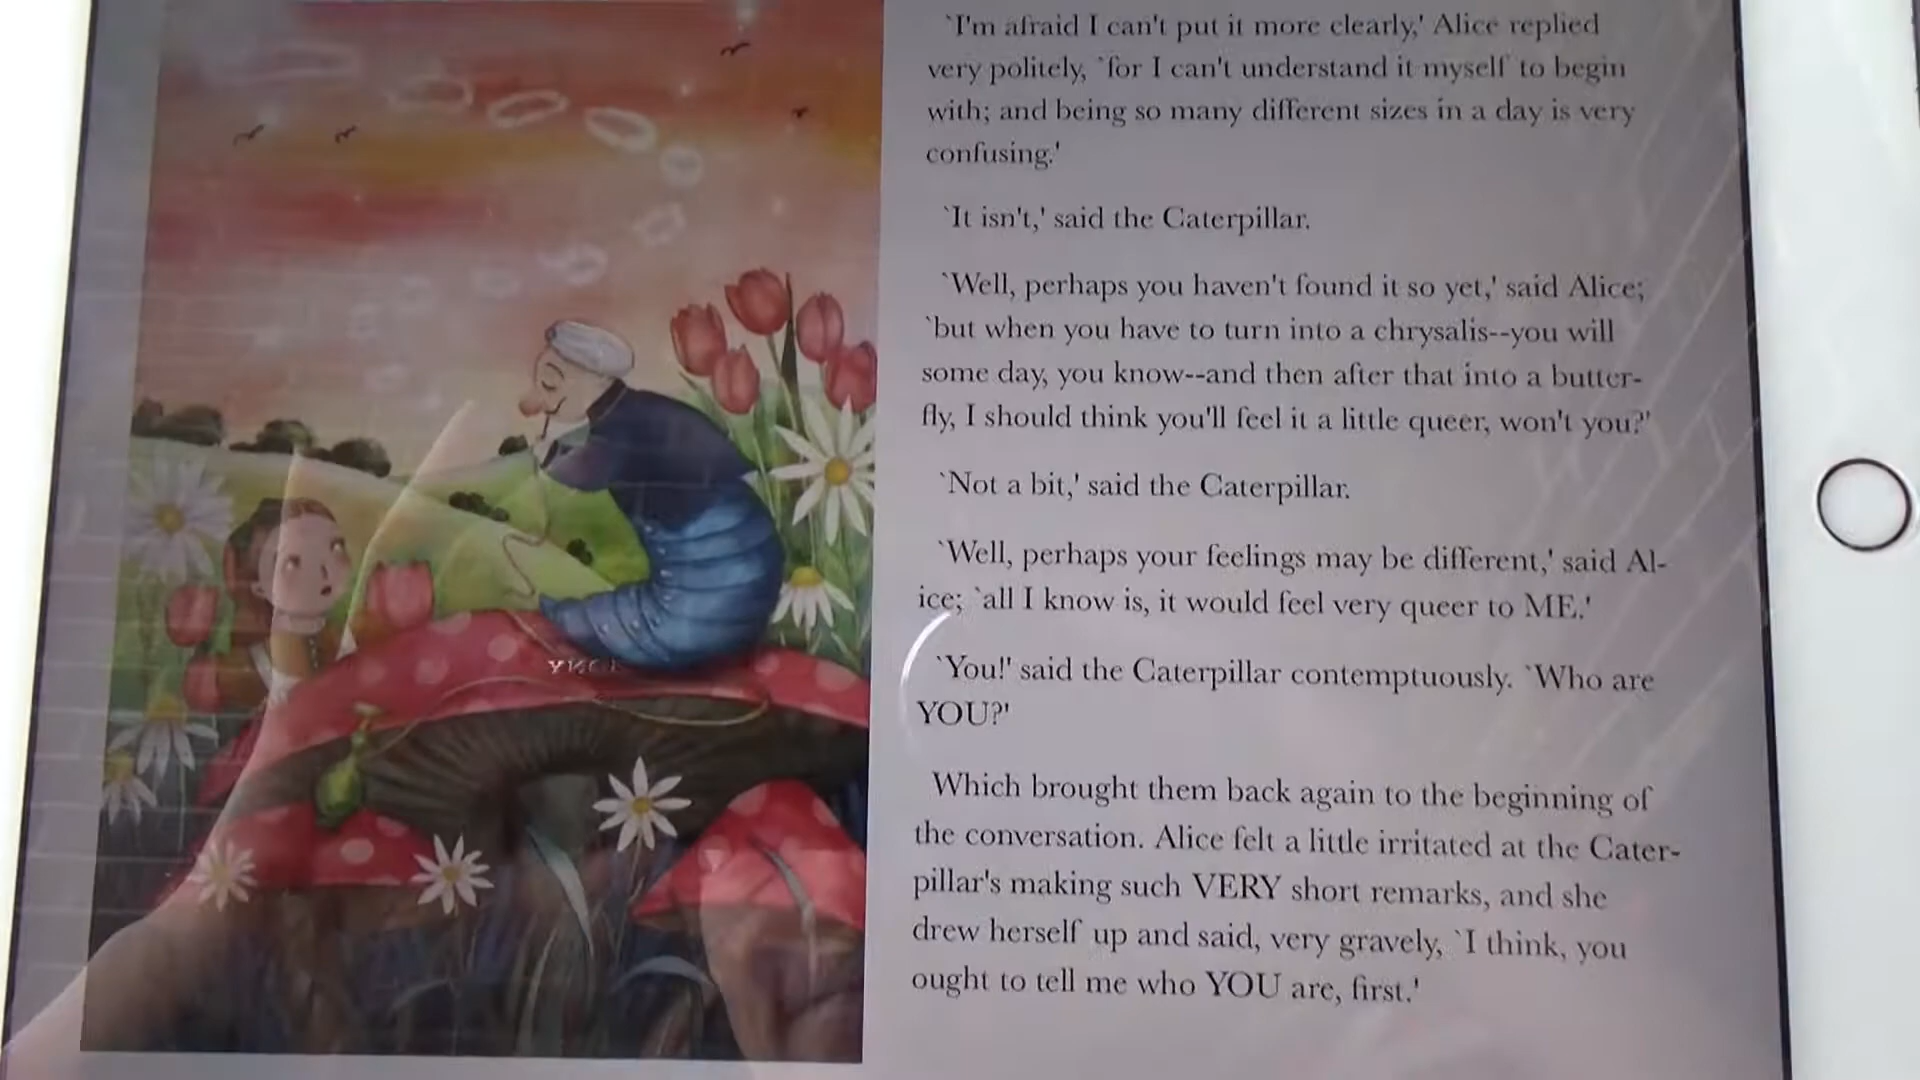 `I'm afraid I can't put it more clearly,' Alice replied
very politely, `for I can't understand it myself to begin
with; and being so many different sizes in a day is very
confusing.'
`It isn't,' said the Caterpillar.
`Well, perhaps you haven't found it so yet,' said Alice;
`but when you have to turn into a chrysalis--you will
some day, you know--and then after that into a butter-
fly, I should think you'll feel it a little queer, won't you?'
`Not a bit,' said the Caterpillar.
`Well, perhaps your feelings may be different,' said Al-
ice; `all I know is, it would feel very queer to ME.'
`You!' said the Caterpillar contemptuously. `Who are
YOU?'
Which brought them back again to the beginning of
the conversation. Alice felt a little irritated at the Cater-
pillar's making such VERY short remarks, and she
drew herself up and said, very gravely, `I think, you
ought to tell me who YOU are, first.'